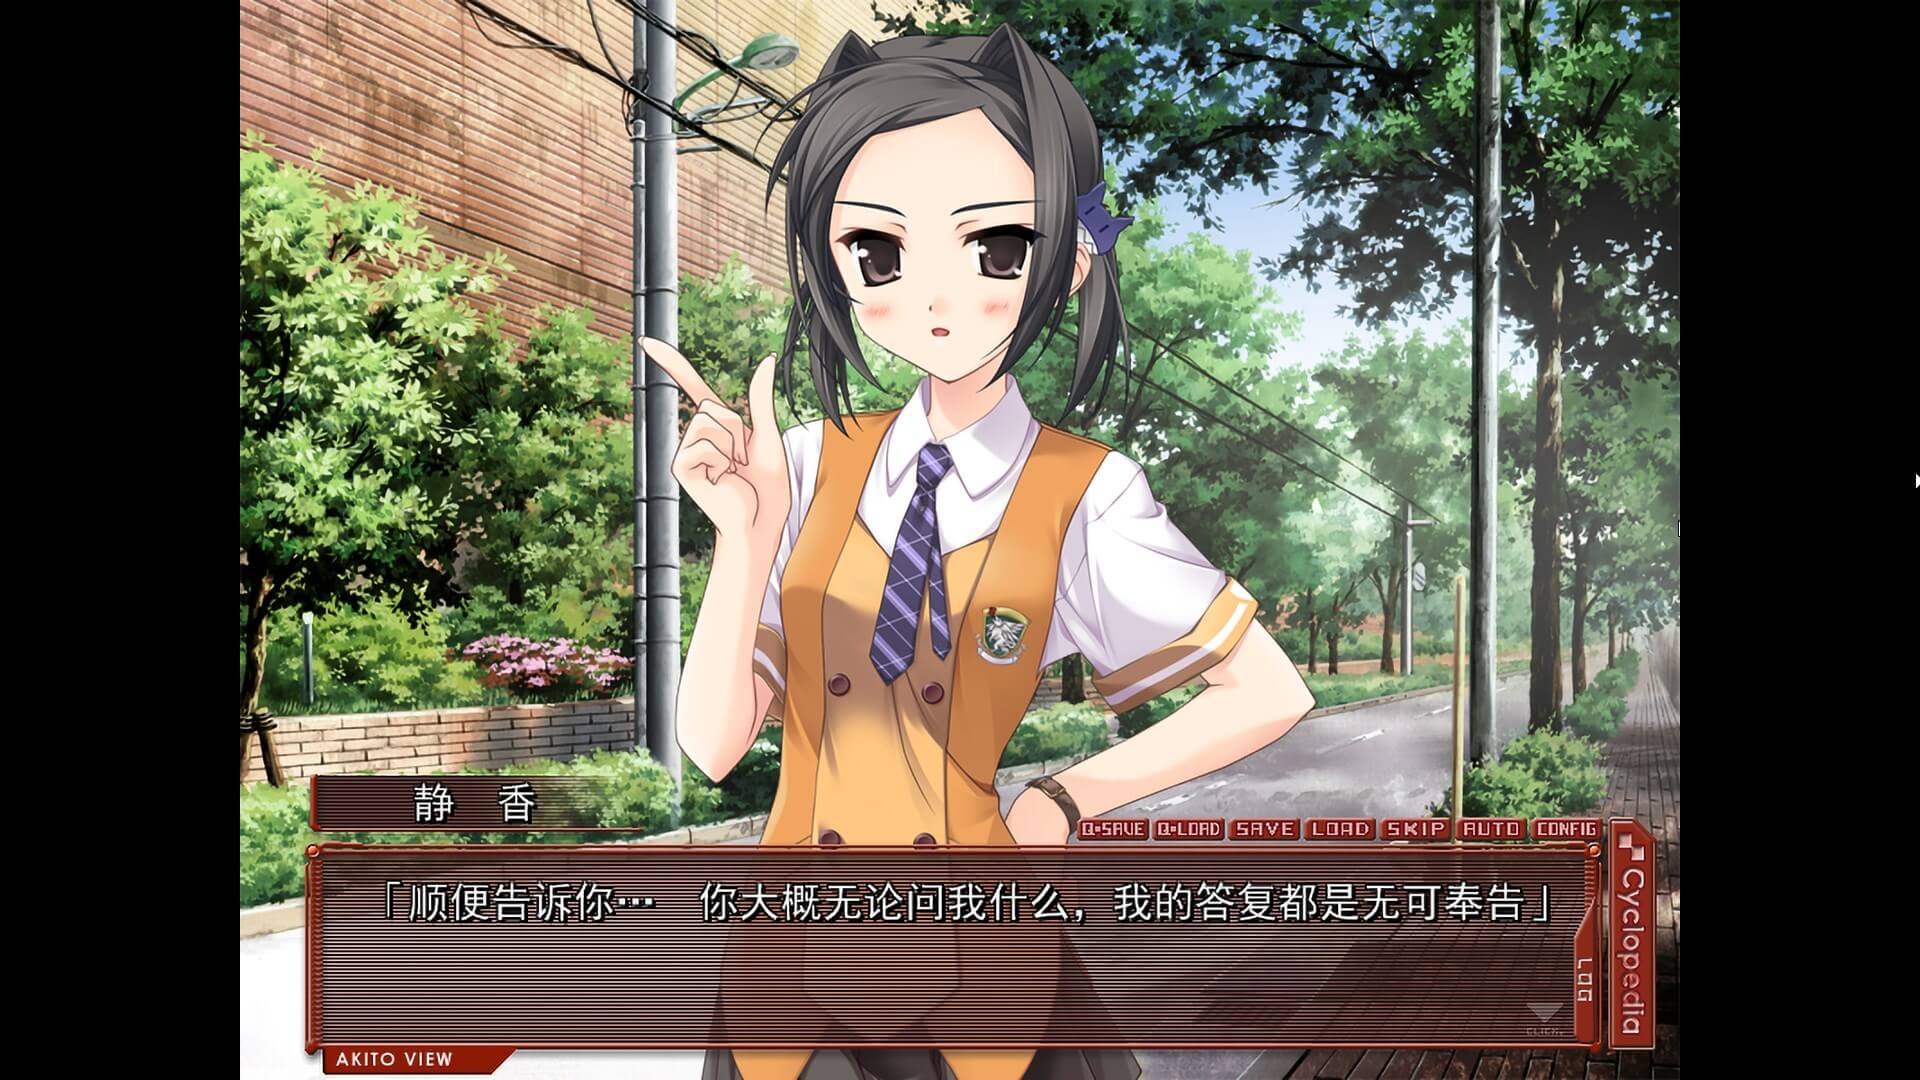 静 香
Q・SAVE Q・LOAD SAVE LOAD SKIP AUTO CONFIG
「顺便告诉你… 你大概无论问我什么，我的答复都是无可奉告」
Cyclopedia
LOG
CLICK.
AKITO VIEW